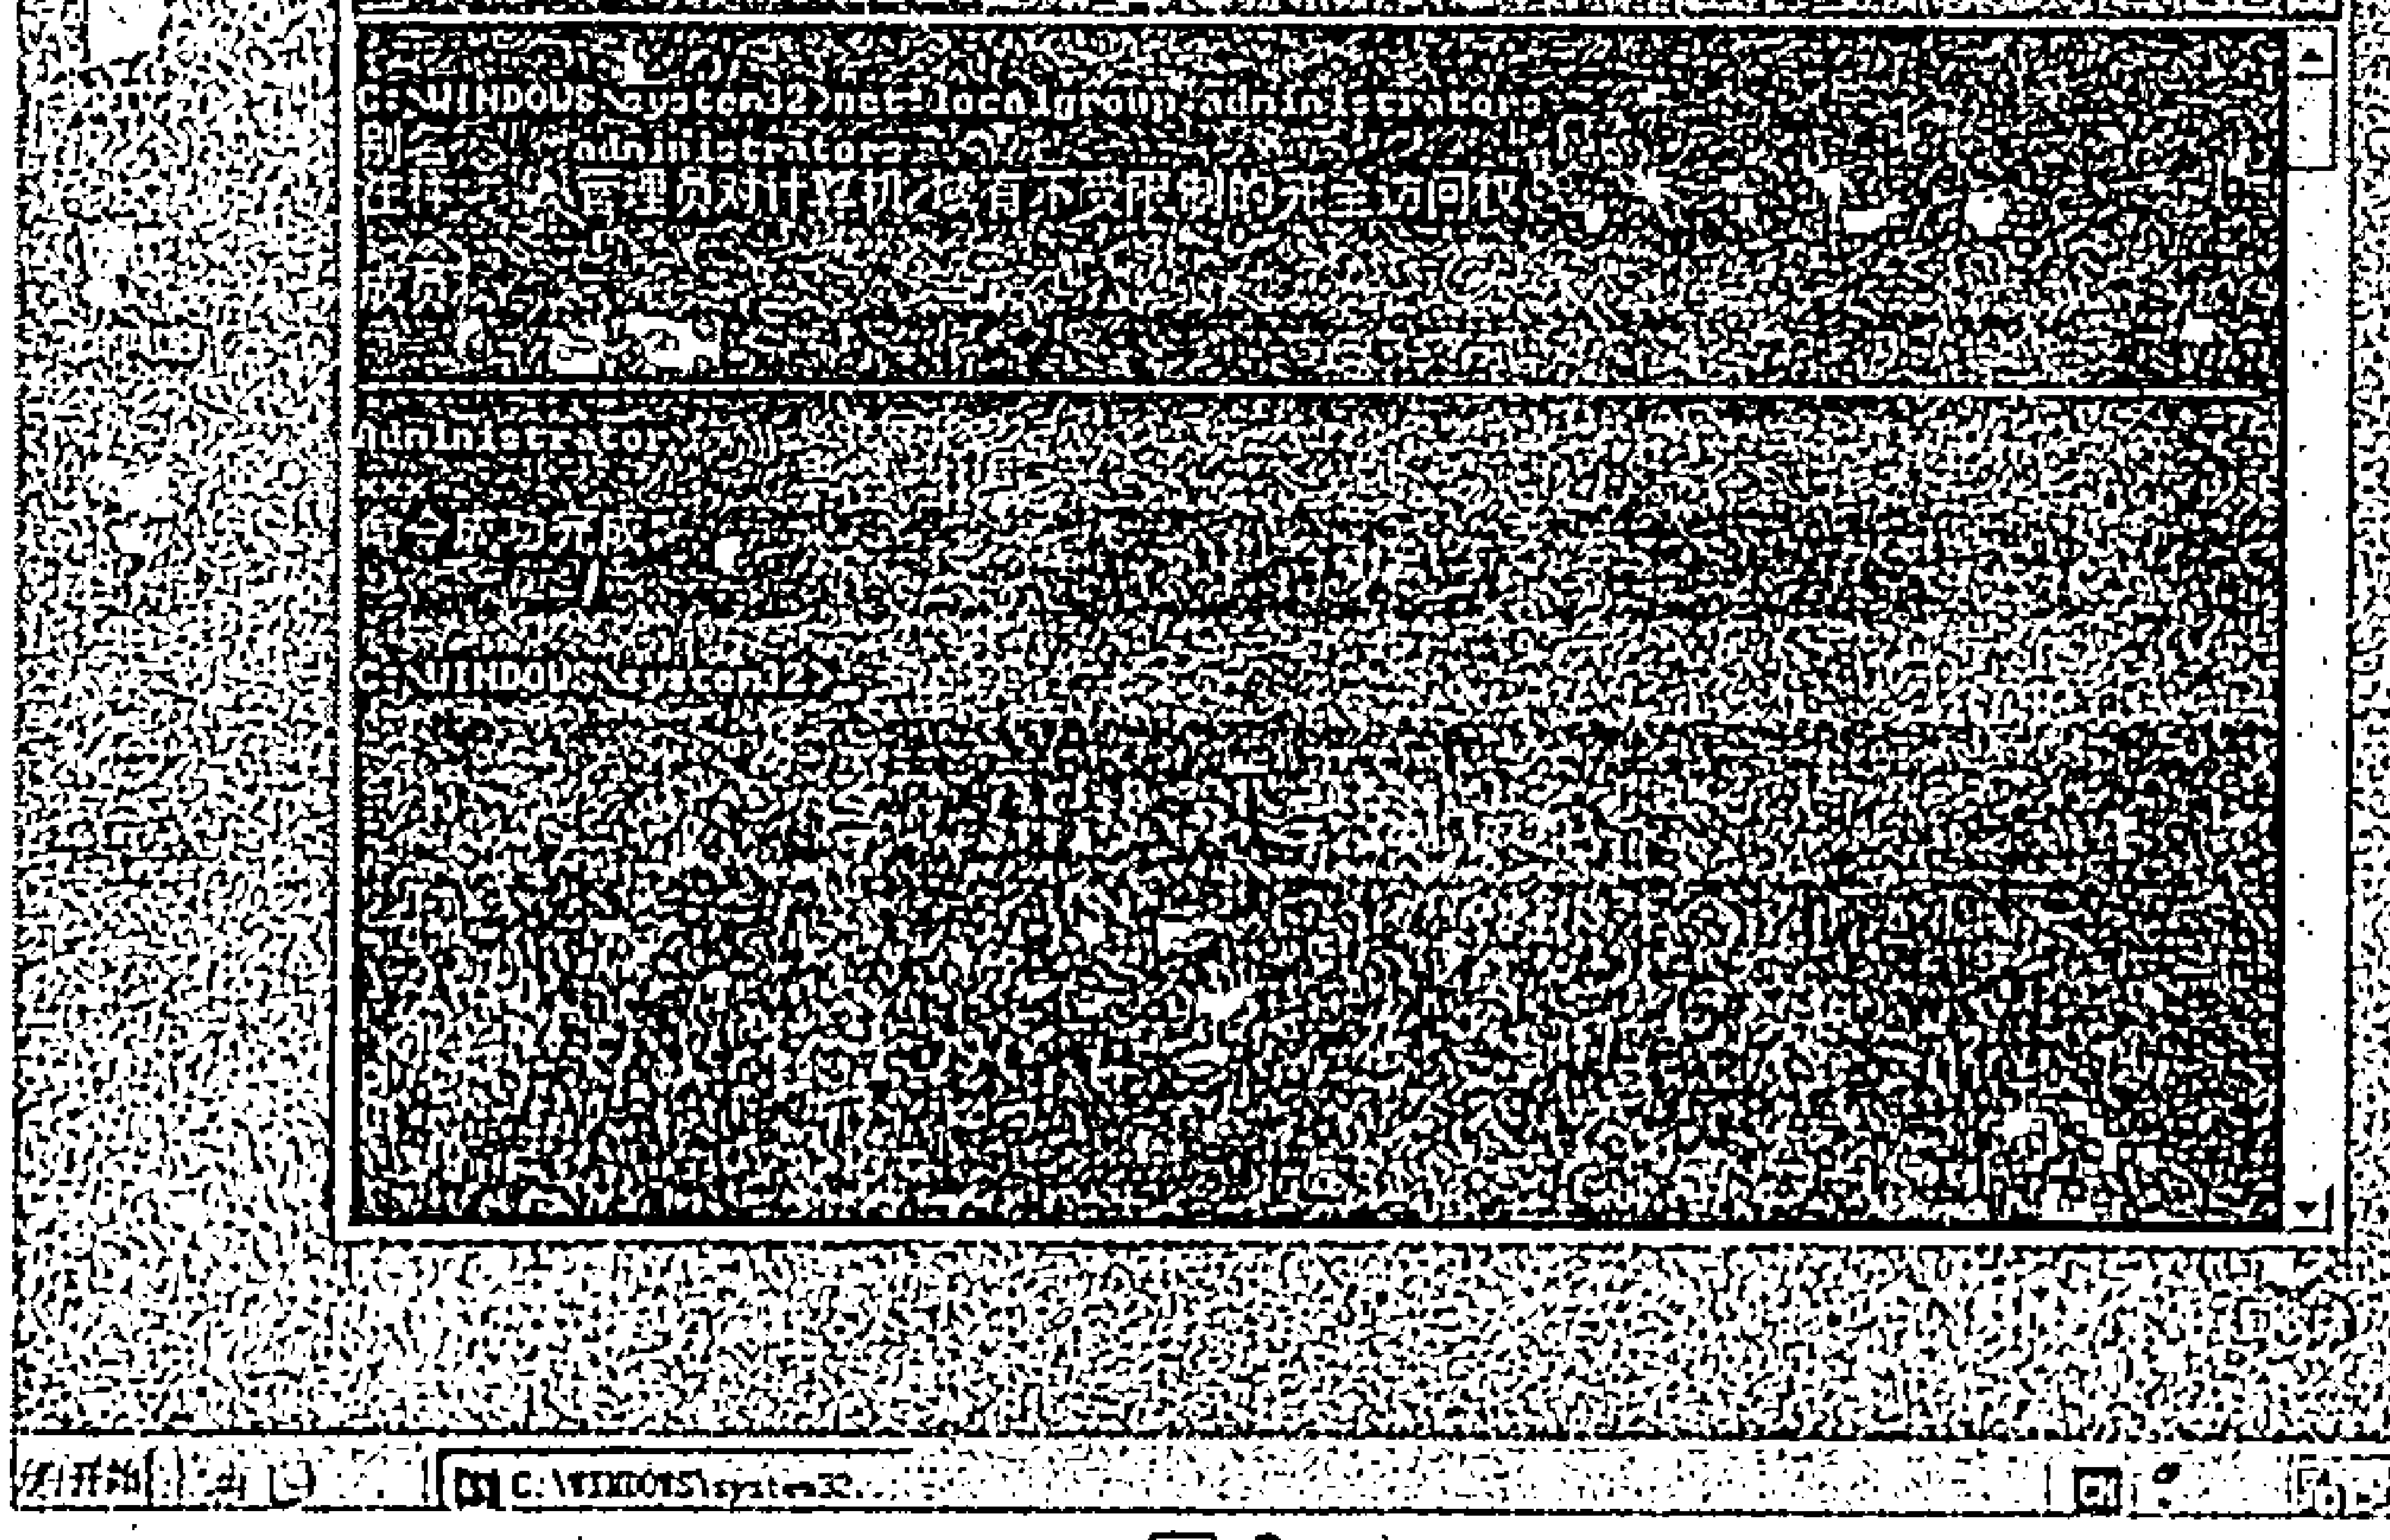 C:\WINDOWS\system32>net localgroup administrators
别名 administrators
注释 管理员对计算机/域有不受限制的完全访问权
成员
Administrator
命令成功完成
C:\WINDOWS\system32>_
开始 C:\WINDOWS\system32...